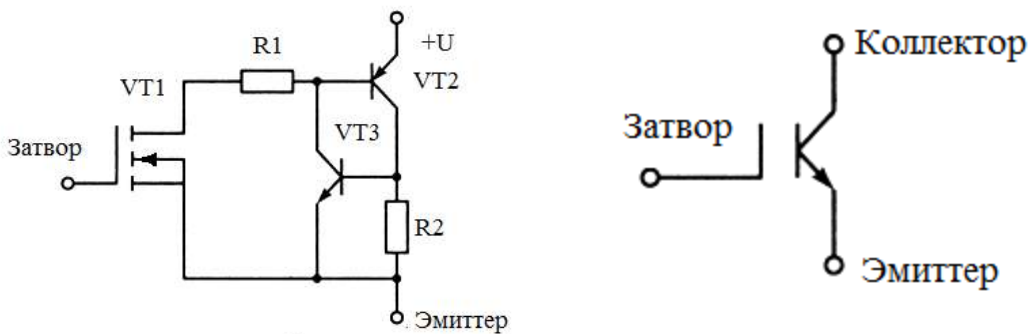 +U
R1
VT1
VT2
VT3
Затвор
R2
Эмиттер
Коллектор
Затвор
Эмиттер